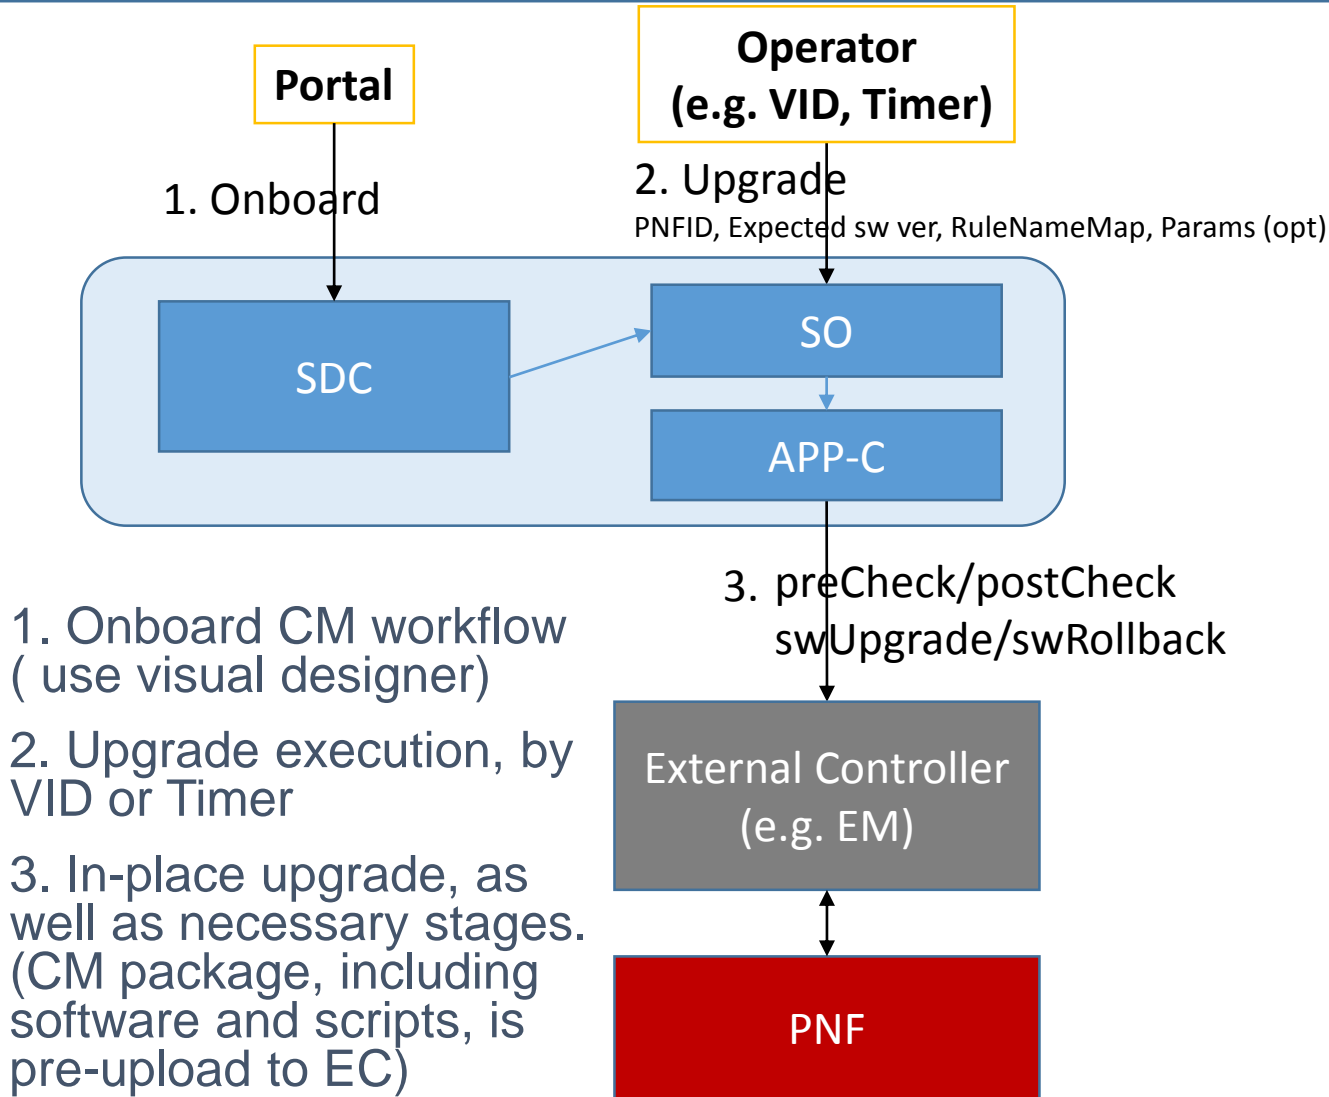 Portal
Operator
(e.g. VID, Timer)
1. Onboard
2. Upgrade
PNFID, Expected sw ver, RuleNameMap, Params (opt)
SDC
SO
APP-C
3. preCheck/postCheck
swUpgrade/swRollback
1. Onboard CM workflow
( use visual designer)
2. Upgrade execution, by
VID or Timer
3. In-place upgrade, as
well as necessary stages.
(CM package, including
software and scripts, is
pre-upload to EC)
External Controller
(e.g. EM)
PNF